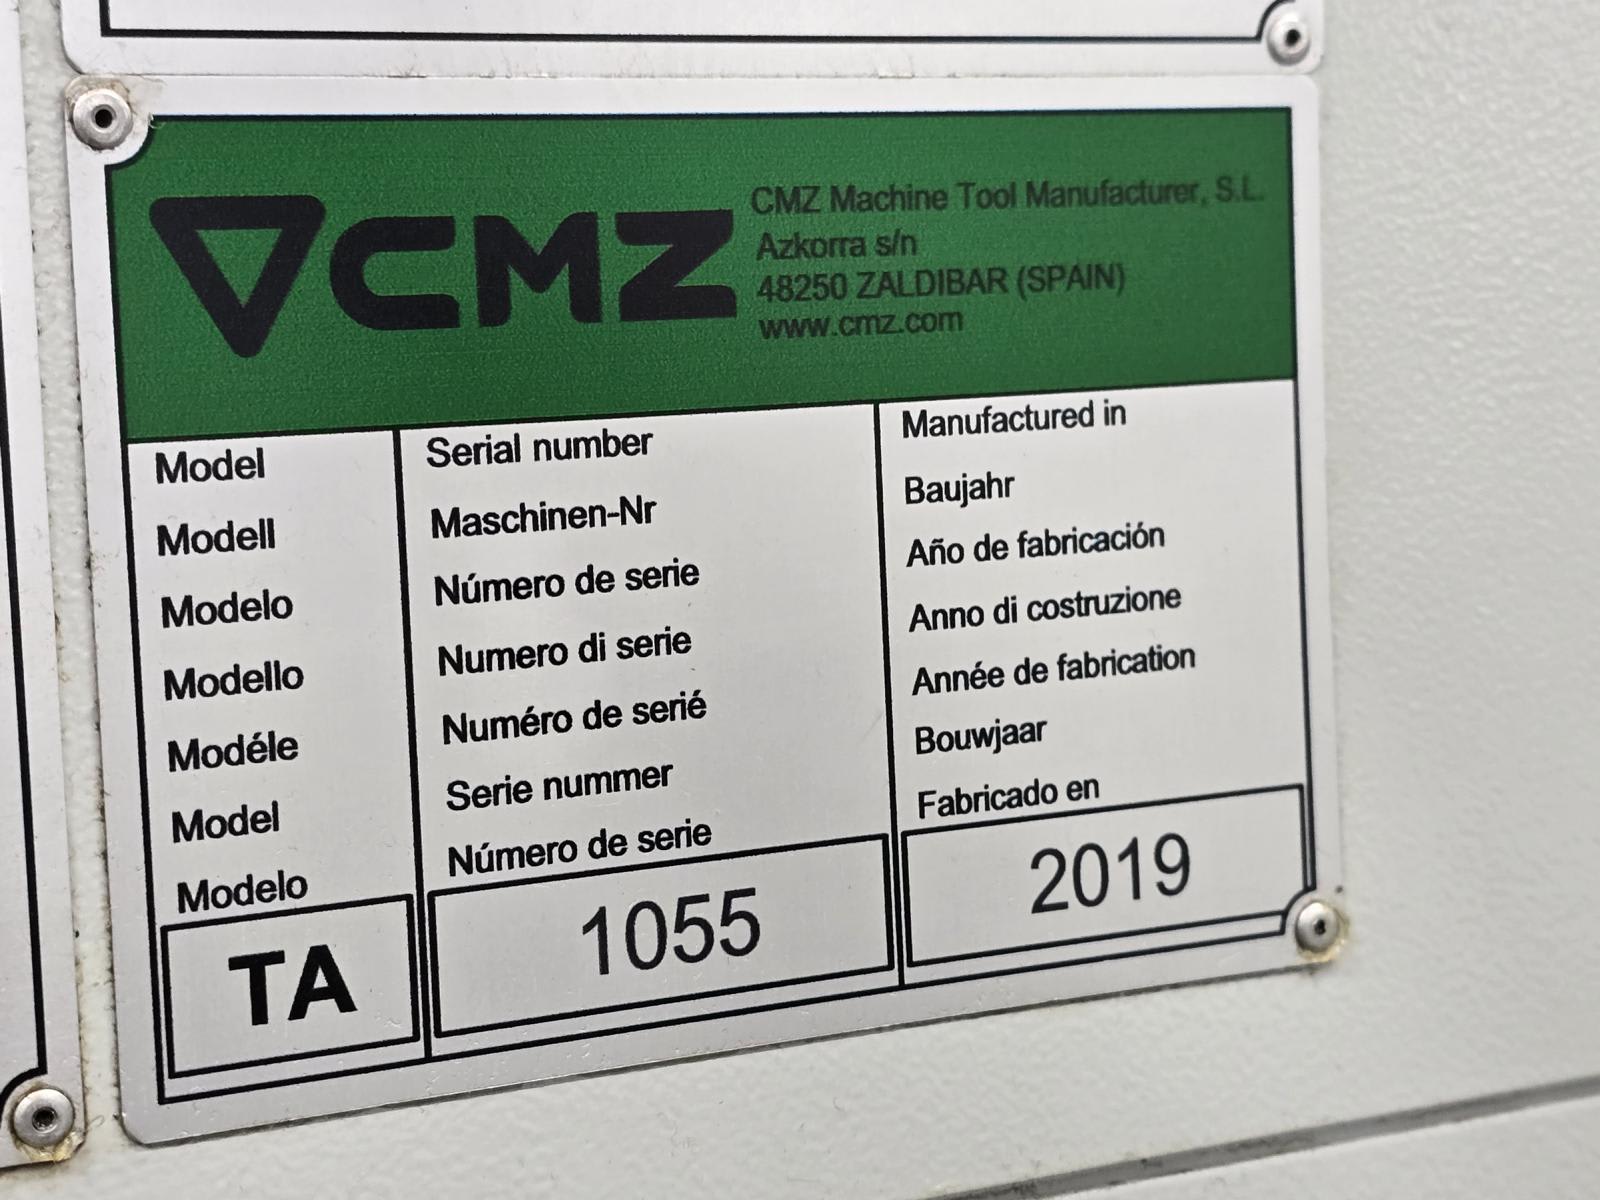 CMZ
CMZ Machine Tool Manufacturer, S.L.
Azkorra s/n
48250 ZALDIBAR (SPAIN)
www.cmz.com
Model
Modell
Modelo
Modello
Modéle
Model
Modelo
TA
Serial number
Maschinen-Nr
Número de serie
Numero di serie
Numéro de serié
Serie nummer
Número de serie
1055
Manufactured in
Baujahr
Año de fabricación
Anno di costruzione
Année de fabrication
Bouwjaar
Fabricado en
2019